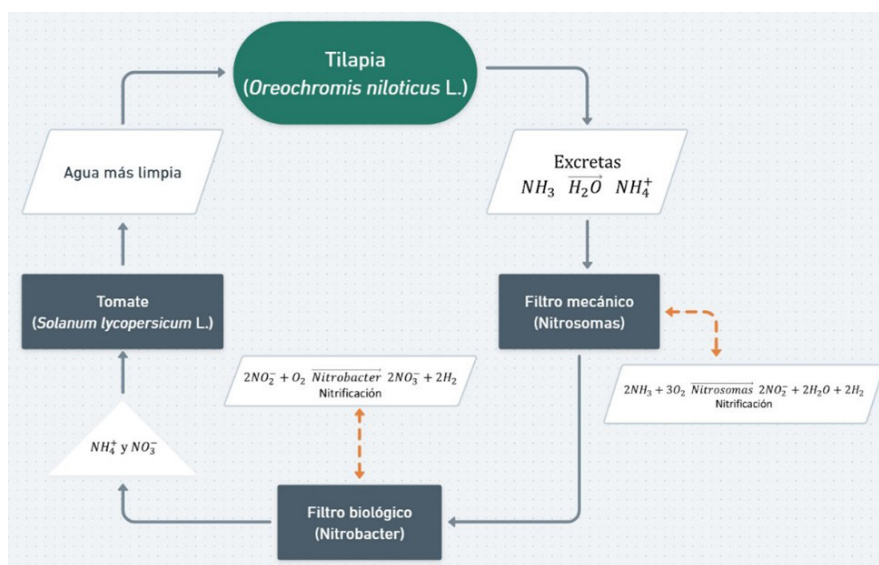 Tilapia
(Oreochromis niloticus L.)
Agua más limpia
Excretas
NH₃ →H₂O NH₄⁺
Tomate
(Solanum lycopersicum L.)
Filtro mecánico
(Nitrosomas)
2NO₂⁻ + O₂ →Nitrobacter 2NO₃⁻ + 2H₂
Nitrificación
2NH₃ + 3O₂ →Nitrosomas 2NO₂⁻ + 2H₂O + 2H₂
Nitrificación
NH₄⁺ y NO₃⁻
Filtro biológico
(Nitrobacter)